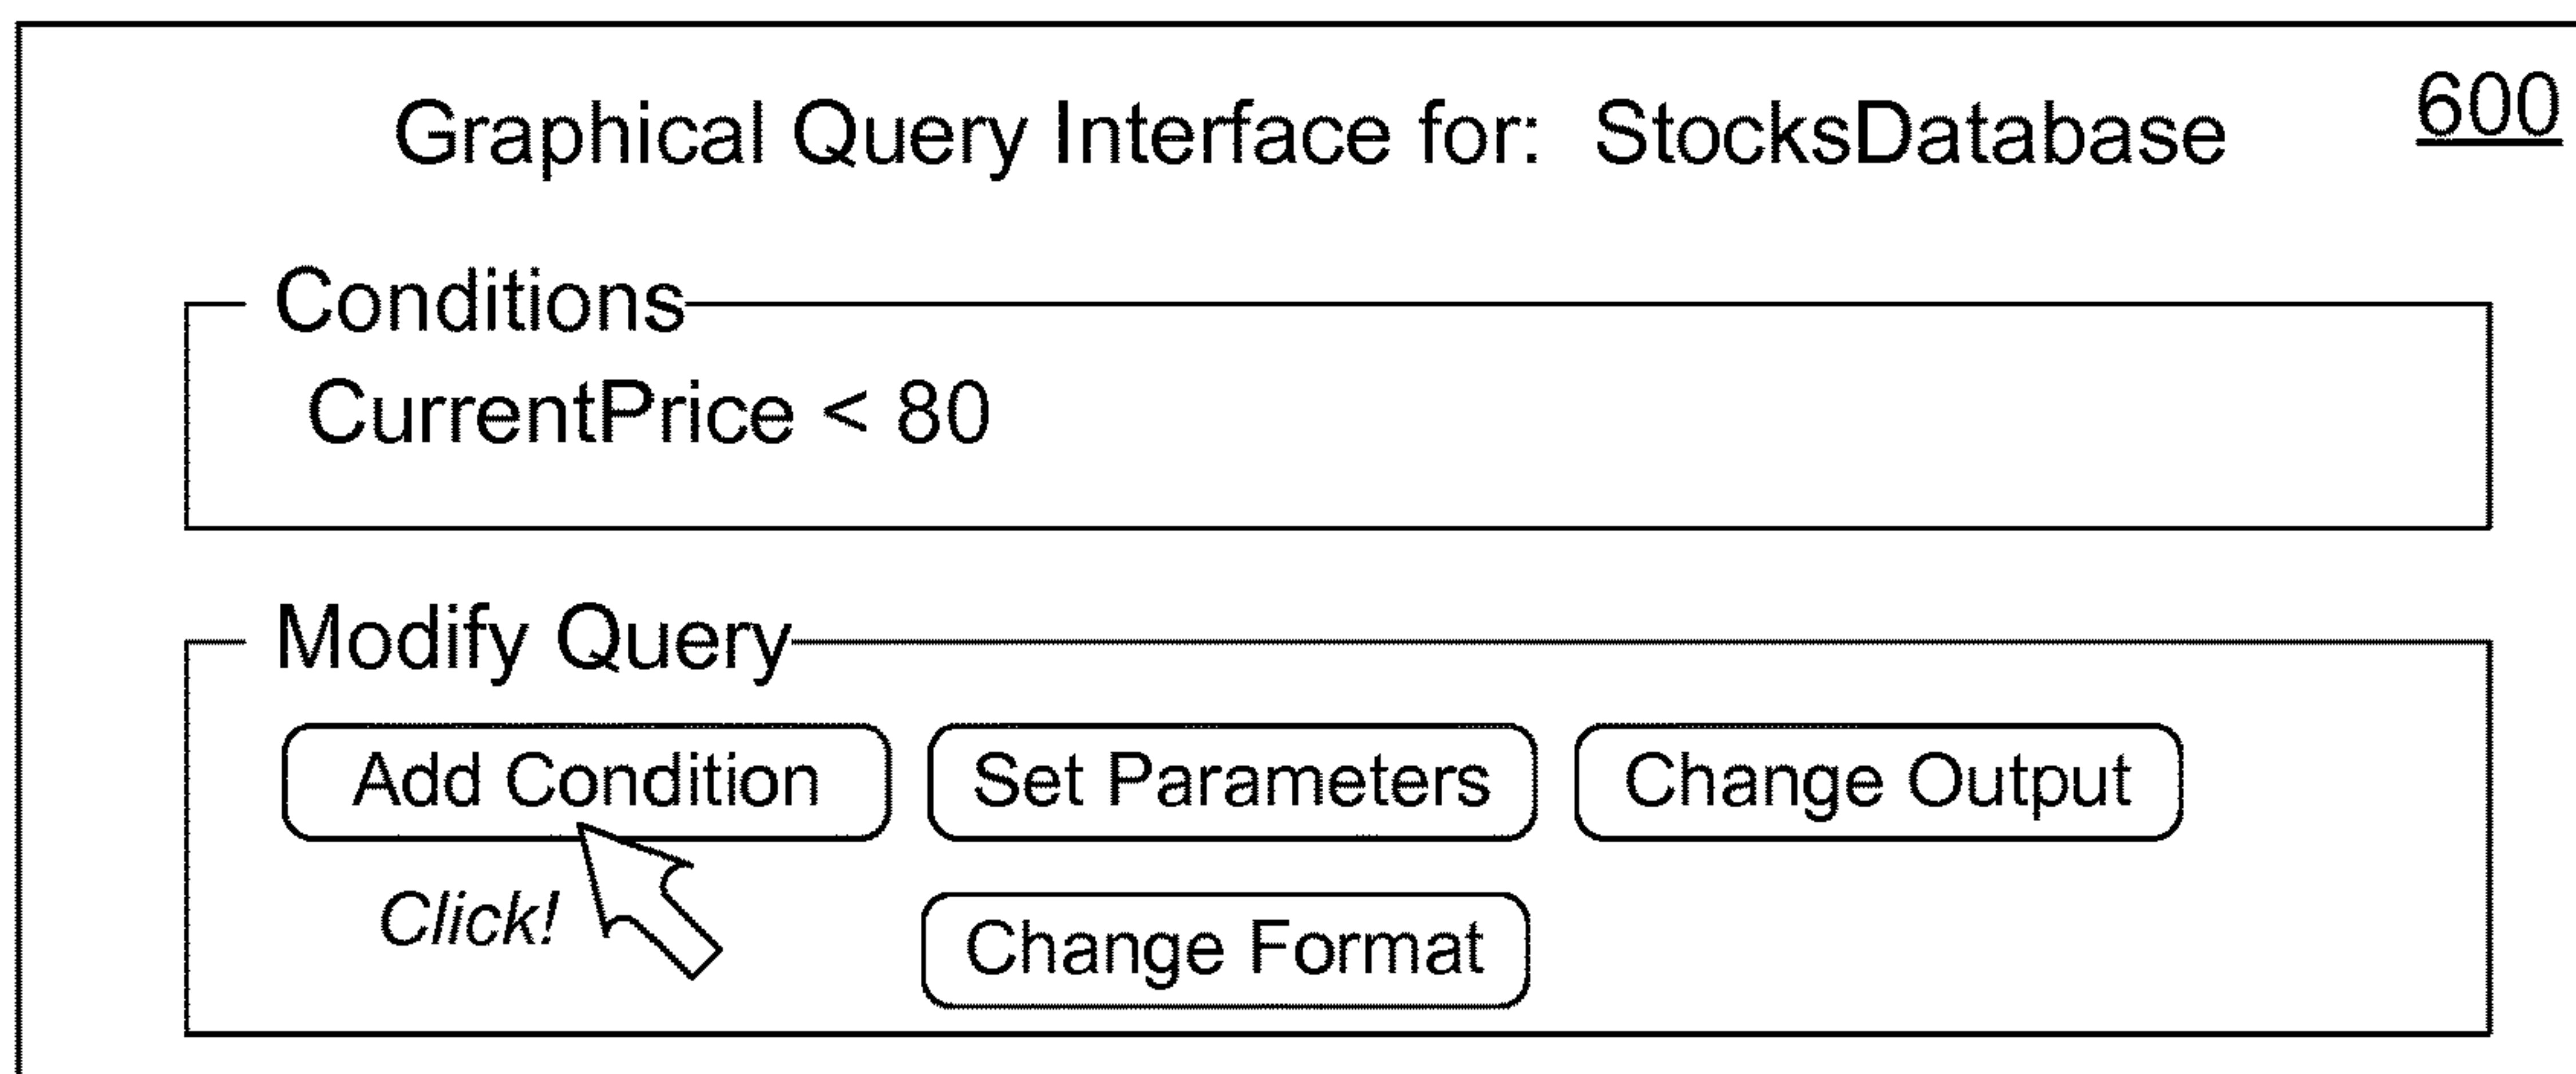 Graphical Query Interface for: StocksDatabase
600
Conditions
CurrentPrice < 80
Modify Query
Add Condition
Set Parameters
Change Output
Click!
Change Format